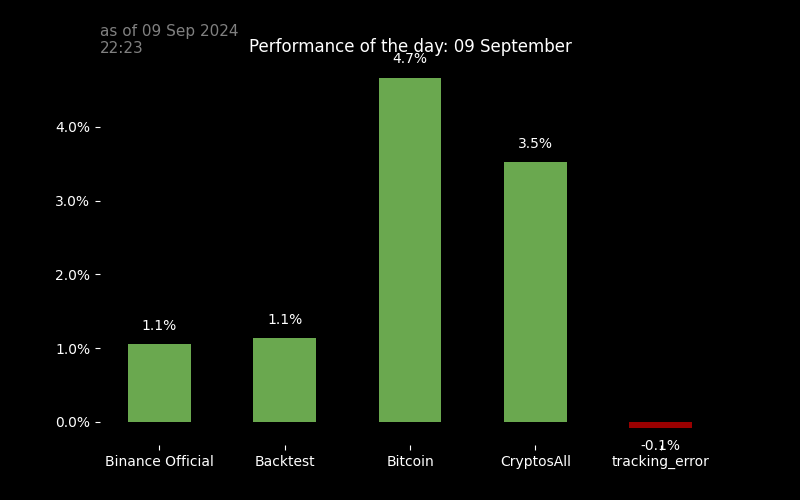 as of 09 Sep 2024
22:23
Performance of the day: 09 September
4.7%
4.0%
3.5%
3.0%
2.0%
1.1%
1.1%
1.0%
0.0%
-0.1%
Binance Official
Backtest
Bitcoin
CryptosAll
tracking_error